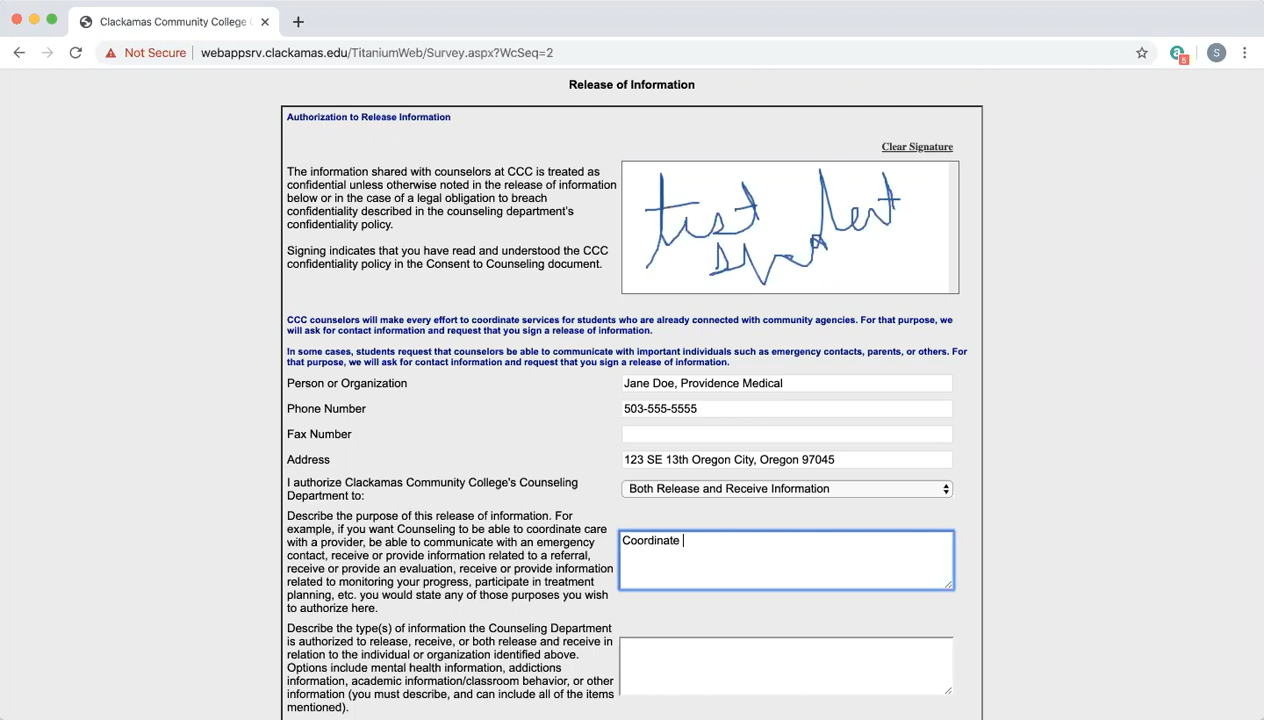 Clackamas Community College
Not Secure
webappsrv.clackamas.edu/TitaniumWeb/Survey.aspx?WcSeq=2
5
S
Release of Information
Authorization to Release Information
Clear Signature
The information shared with counselors at CCC is treated as
confidential unless otherwise noted in the release of information
below or in the case of a legal obligation to breach
confidentiality described in the counseling department's
confidentiality policy.
Signing indicates that you have read and understood the CCC
confidentiality policy in the Consent to Counseling document.
test
CCC counselors will make every effort to coordinate services for students who are already connected with community agencies. For that purpose, we
will ask for contact information and request that you sign a release of information.
In some cases, students request that counselors be able to communicate with important individuals such as emergency contacts, parents, or others. For
that purpose, we will ask for contact information and request that you sign a release of information.
Person or Organization
Jane Doe, Providence Medical
Phone Number
503-555-5555
Fax Number
Address
123 SE 13th Oregon City, Oregon 97045
I authorize Clackamas Community College's Counseling
Department to:
Both Release and Receive Information
Describe the purpose of this release of information. For
example, if you want Counseling to be able to coordinate care
with a provider, be able to communicate with an emergency
contact, receive or provide information related to a referral,
receive or provide an evaluation, receive or provide information
related to monitoring your progress, participate in treatment
planning, etc. you would state any of those purposes you wish
to authorize here.
Coordinate
Describe the type(s) of information the Counseling Department
is authorized to release, receive, or both release and receive in
relation to the individual or organization identified above.
Options include mental health information, addictions
information, academic information/classroom behavior, or other
information (you must describe, and can include all of the items
mentioned).